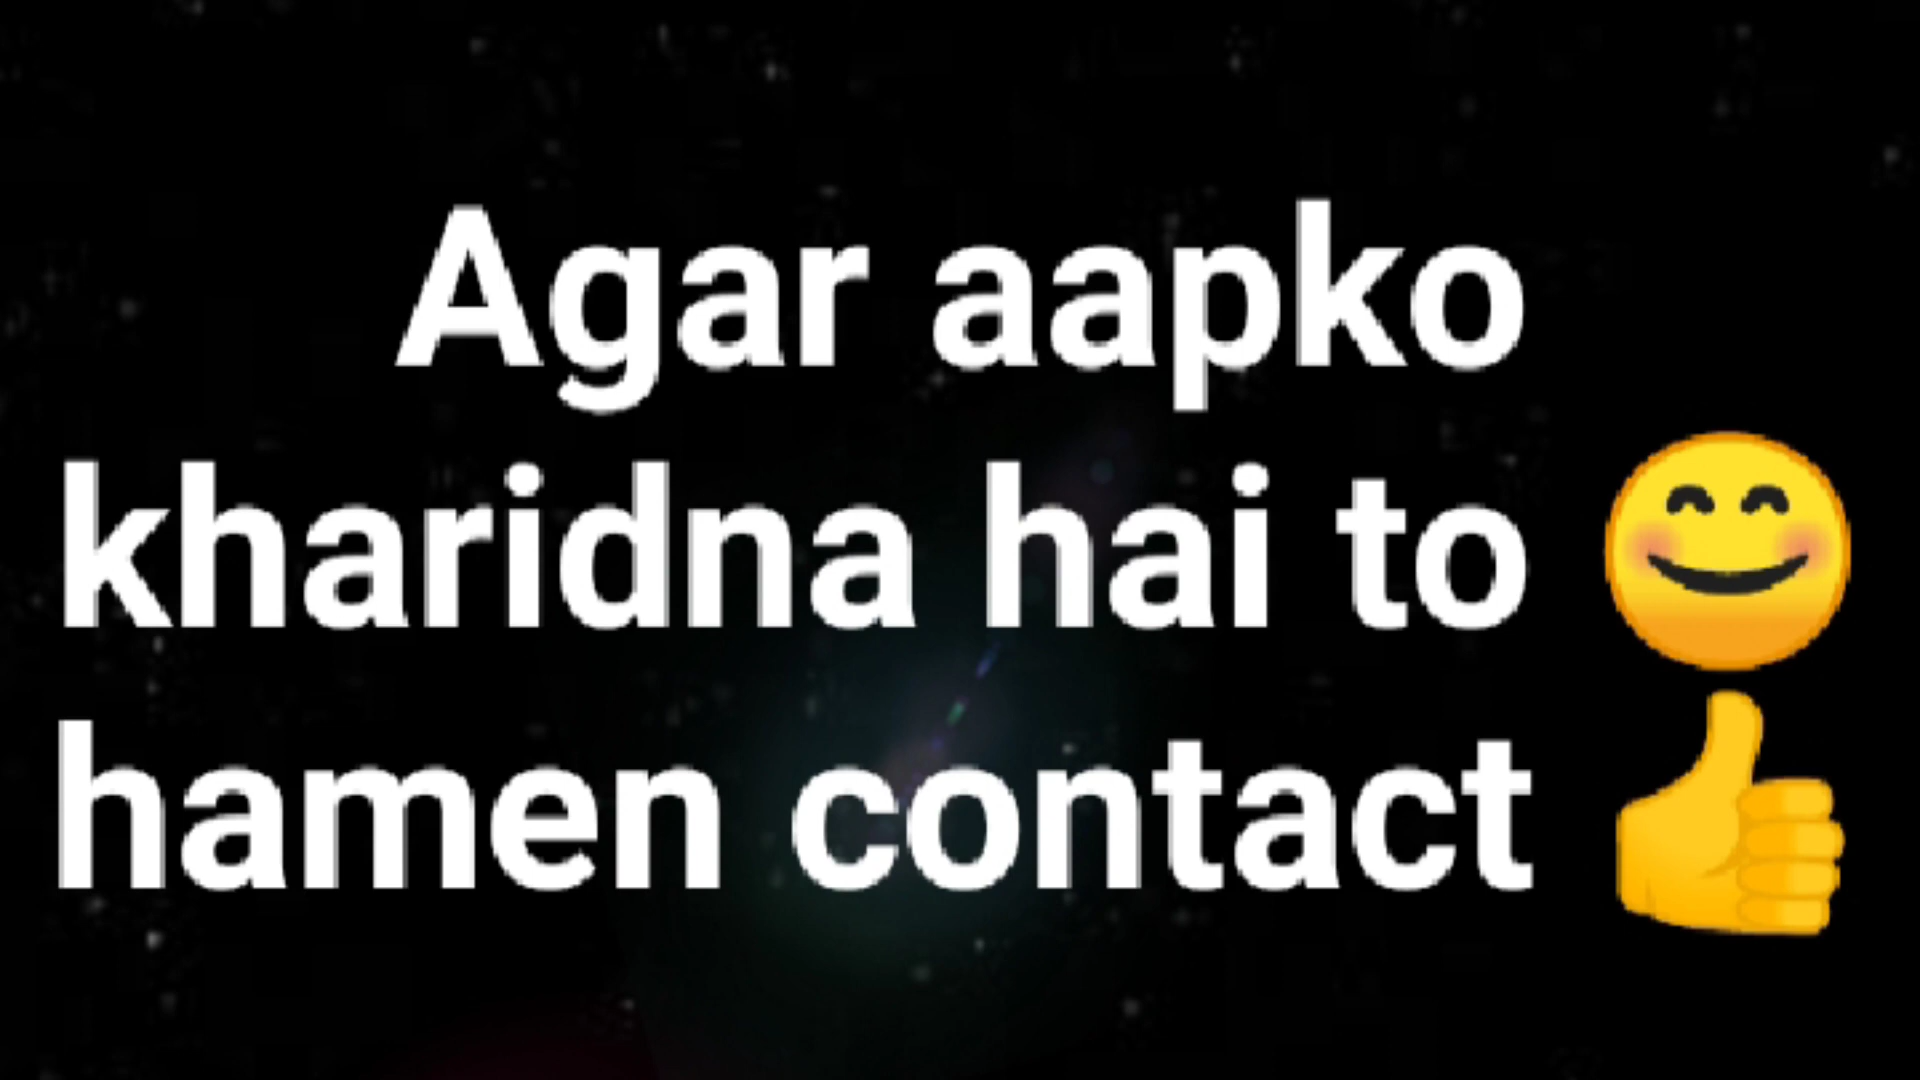 Agar aapko
kharidna hai to 😊
hamen contact 👍